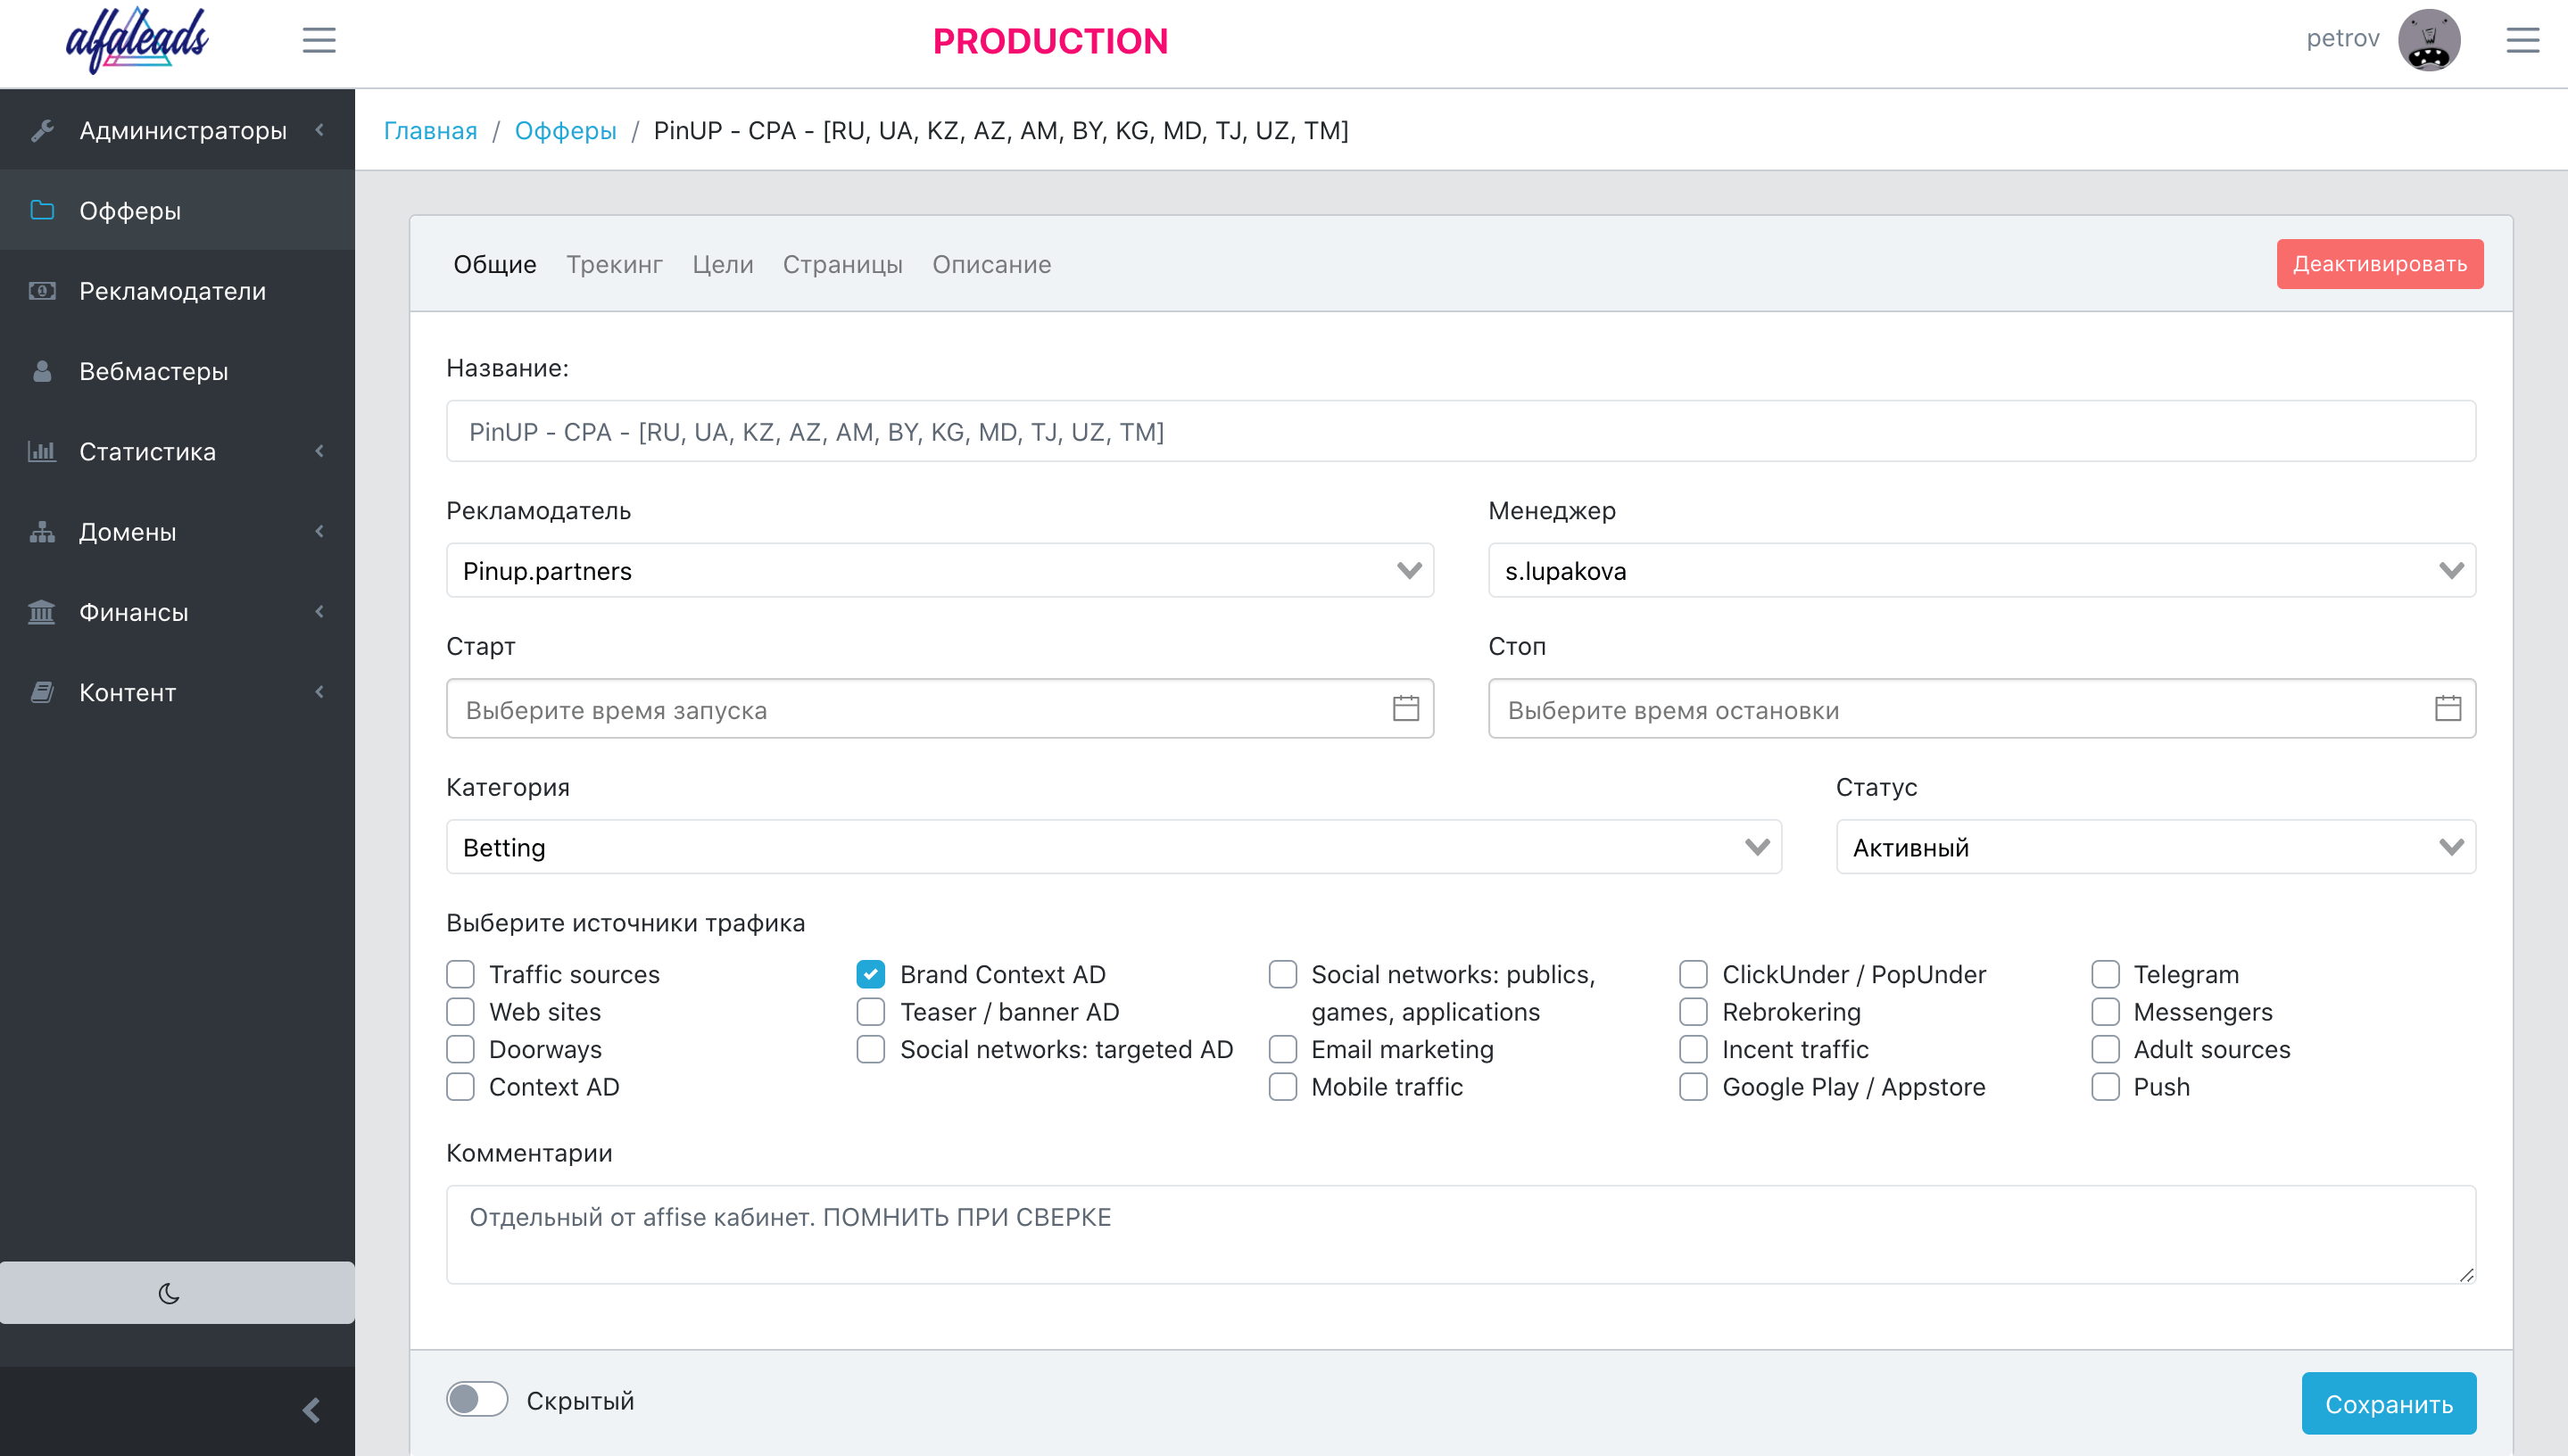 alfaleads
PRODUCTION
petrov
Администраторы
Офферы
Рекламодатели
Вебмастеры
Статистика
Домены
Финансы
Контент
Главная / Офферы / PinUP - CPA - [RU, UA, KZ, AZ, AM, BY, KG, MD, TJ, UZ, TM]
Общие Трекинг Цели Страницы Описание
Деактивировать
Название:
PinUP - CPA - [RU, UA, KZ, AZ, AM, BY, KG, MD, TJ, UZ, TM]
Рекламодатель
Pinup.partners
Менеджер
s.lupakova
Старт
Выберите время запуска
Стоп
Выберите время остановки
Категория
Betting
Статус
Активный
Выберите источники трафика
Traffic sources
Web sites
Doorways
Context AD
Brand Context AD
Teaser / banner AD
Social networks: targeted AD
Social networks: publics,
games, applications
Email marketing
Mobile traffic
ClickUnder / PopUnder
Rebrokering
Incent traffic
Google Play / Appstore
Telegram
Messengers
Adult sources
Push
Комментарии
Отдельный от affise кабинет. ПОМНИТЬ ПРИ СВЕРКЕ
Скрытый
Сохранить